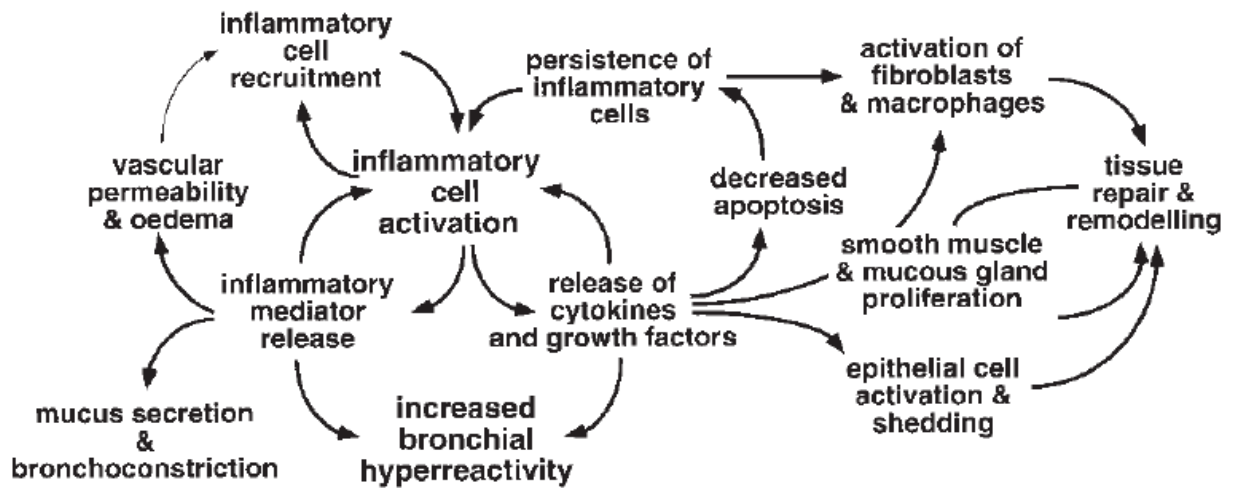 inflammatory
cell
recruitment
persistence of
inflammatory
cells
activation of
fibroblasts
& macrophages
vascular
permeability
& oedema
inflammatory
cell
activation
decreased
apoptosis
tissue
repair &
remodelling
inflammatory
mediator
release
release of
cytokines
and growth factors
smooth muscle
& mucous gland
proliferation
mucus secretion
&
bronchoconstriction
increased
bronchial
hyperreactivity
epithelial cell
activation &
shedding